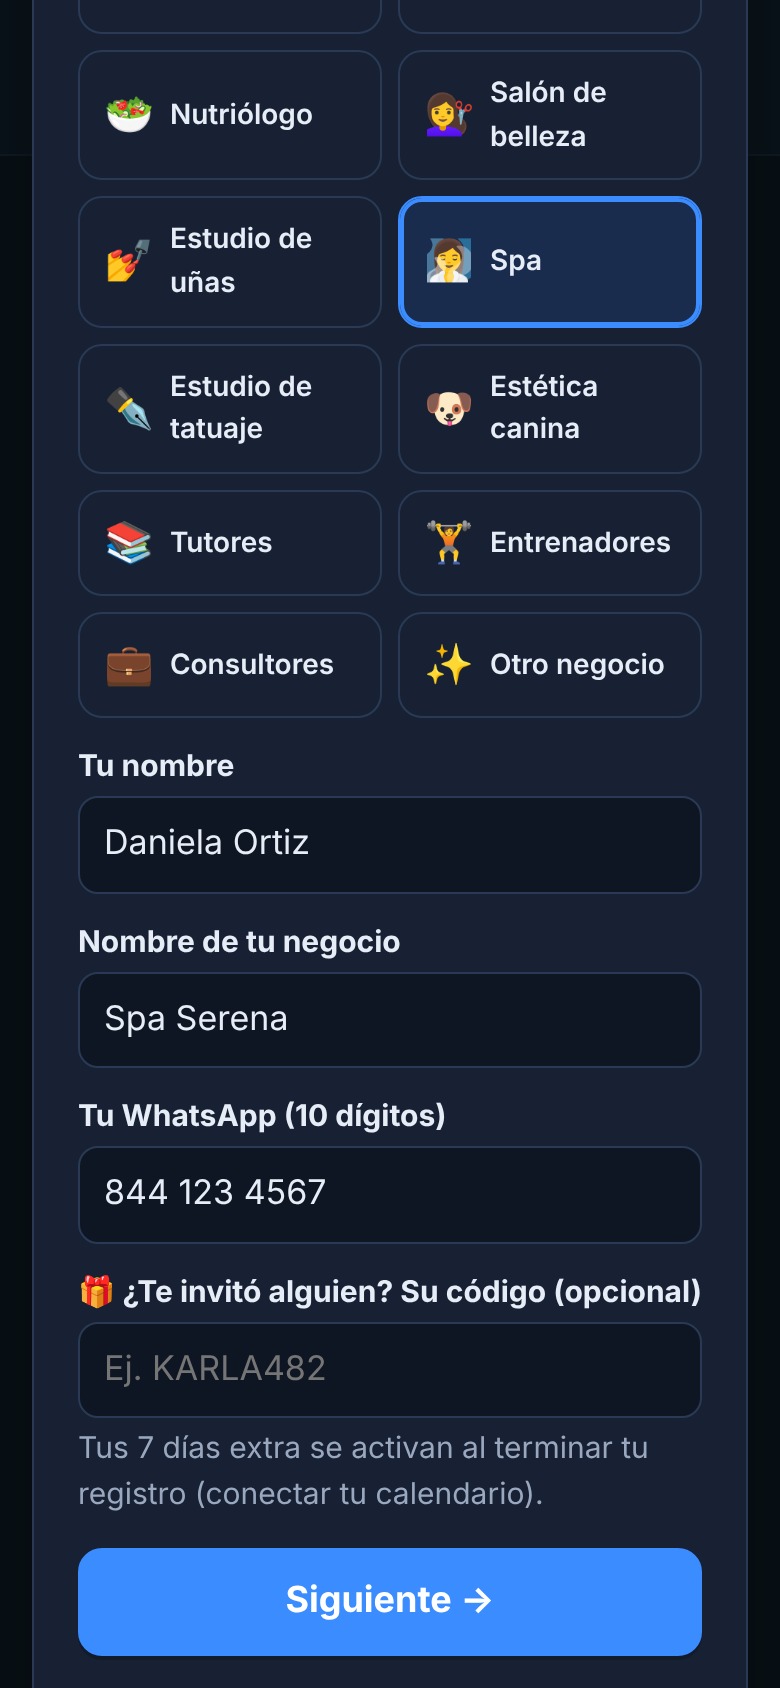 Nutriólogo
Salón de
belleza
Estudio de
uñas
Spa
Estudio de
tatuaje
Estética
canina
Tutores
Entrenadores
Consultores
Otro negocio
Tu nombre
Daniela Ortiz
Nombre de tu negocio
Spa Serena
Tu WhatsApp (10 dígitos)
844 123 4567
🎁 ¿Te invitó alguien? Su código (opcional)
Ej. KARLA482
Tus 7 días extra se activan al terminar tu
registro (conectar tu calendario).
Siguiente →